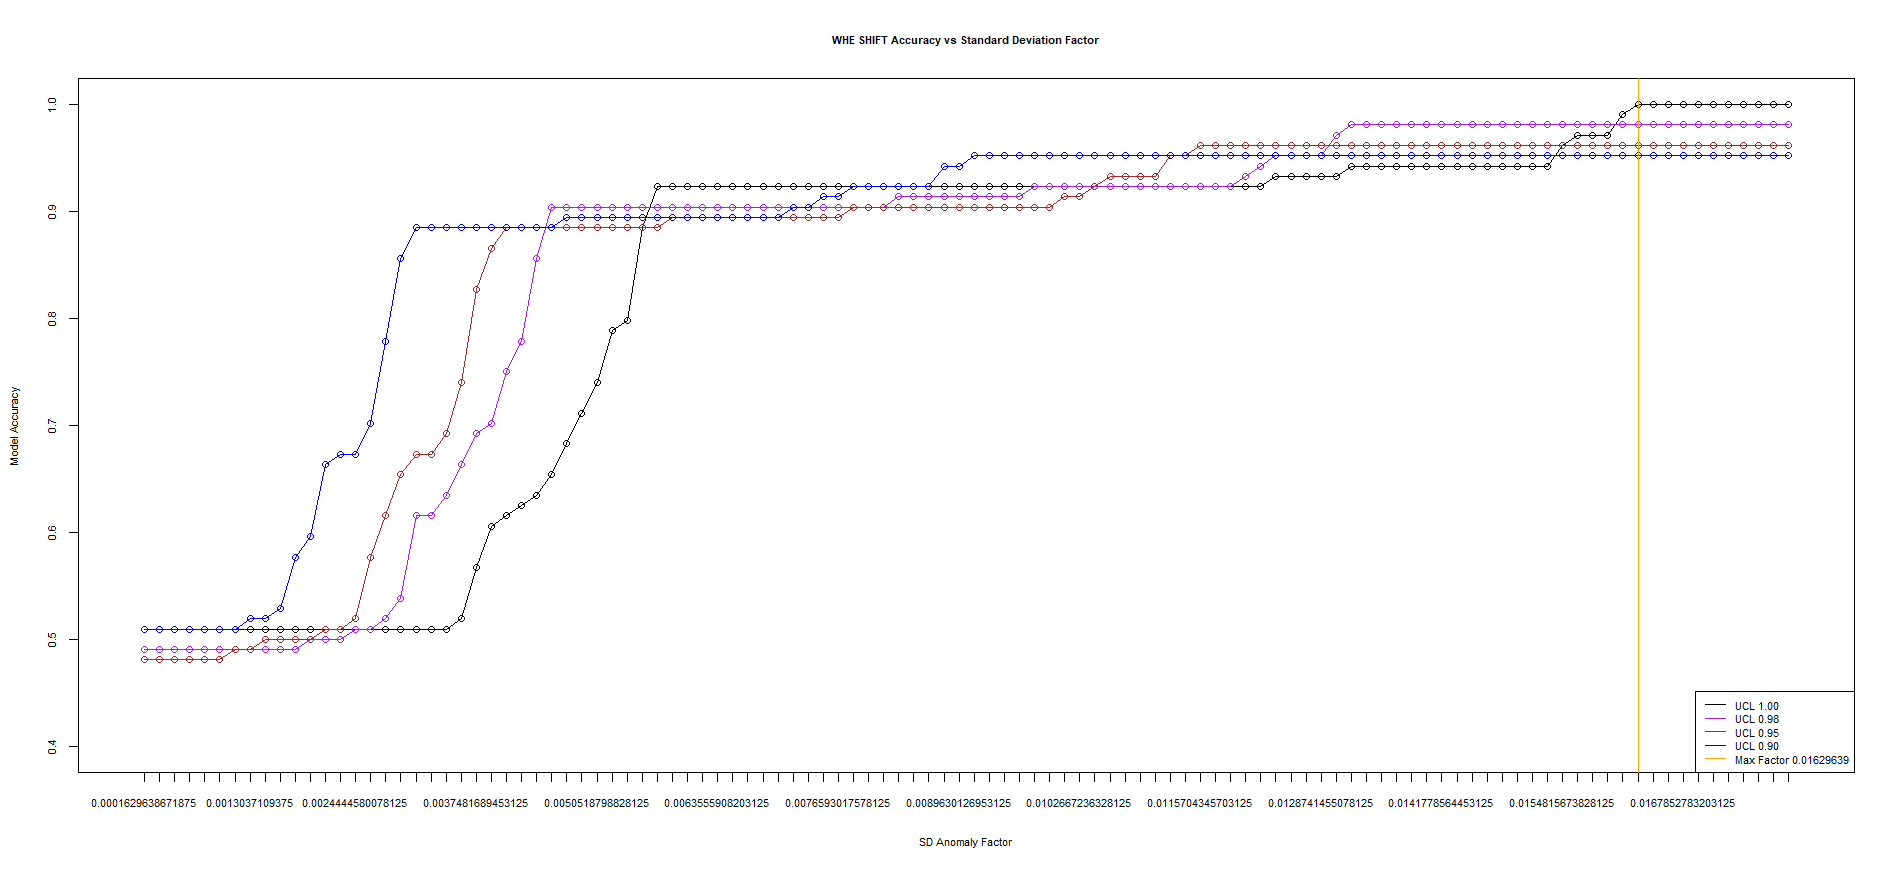 WHE SHIFT Accuracy vs Standard Deviation Factor
1.0
0.9
0.8
0.7
0.6
0.5
0.4
Model Accuracy
UCL 1.00
UCL 0.98
UCL 0.95
UCL 0.90
Max Factor 0.01629639
0.0001629638671875 0.0013037109375 0.0024444580078125 0.0037481689453125 0.0050518798828125 0.0063555908203125 0.0076593017578125 0.0089630126953125 0.0102667236328125 0.0115704345703125 0.0128741455078125 0.0141778564453125 0.0154815673828125 0.0167852783203125
SD Anomaly Factor